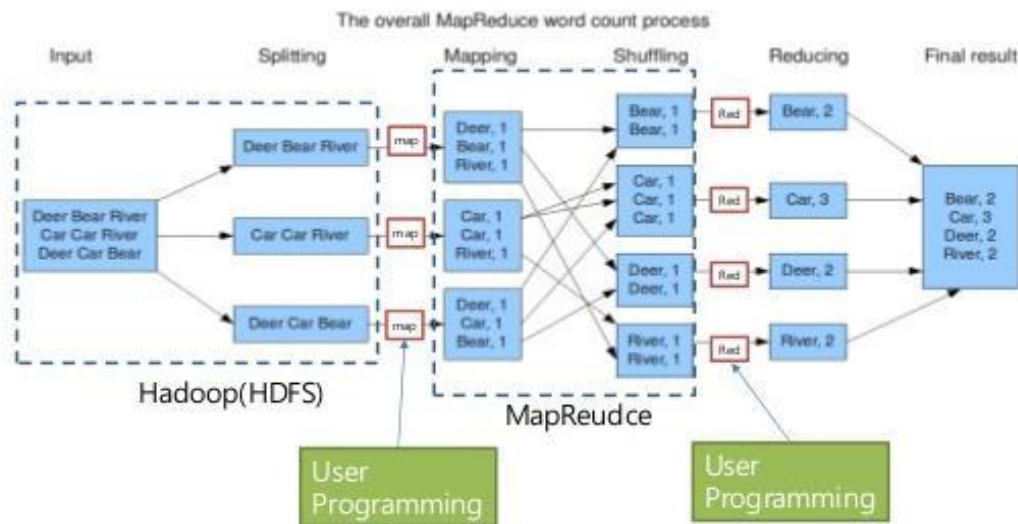 The overall MapReduce word count process
Input
Splitting
Mapping
Shuffling
Reducing
Final result
Deer Bear River
Car Car River
Deer Car Bear
Deer Bear River
Car Car River
Deer Car Bear
map
map
map
Deer, 1
Bear, 1
River, 1
Car, 1
Car, 1
River, 1
Deer, 1
Car, 1
Bear, 1
Bear, 1
Bear, 1
Car, 1
Car, 1
Car, 1
Deer, 1
Deer, 1
River, 1
River, 1
Red
Red
Red
Red
Bear, 2
Car, 3
Deer, 2
River, 2
Bear, 2
Car, 3
Deer, 2
River, 2
Hadoop(HDFS)
MapReudce
User
Programming
User
Programming